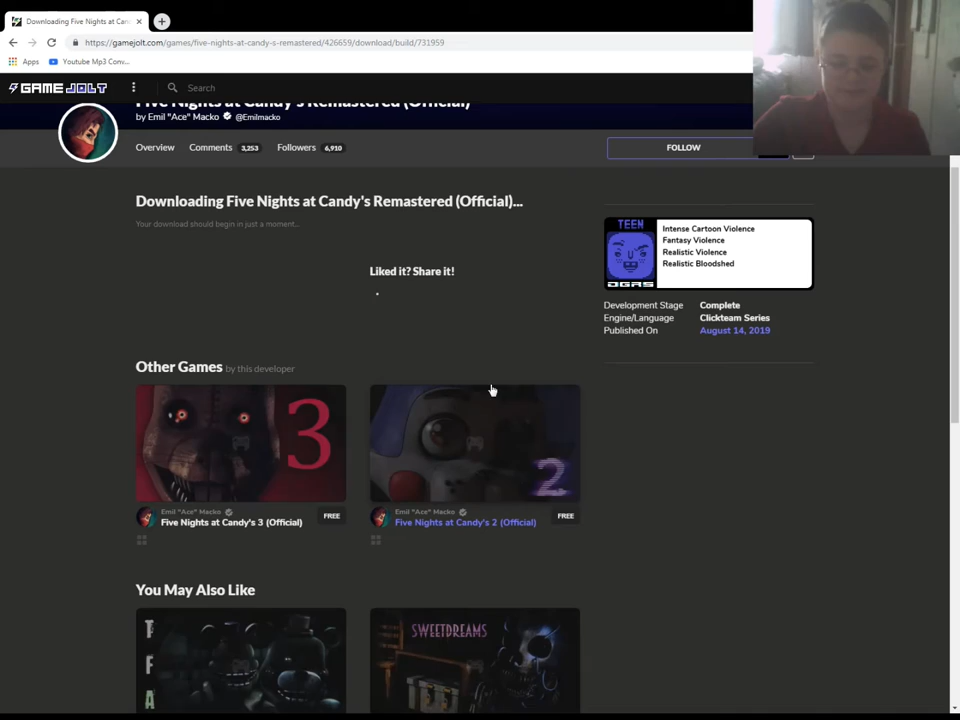 Downloading Five Nights at Can
https://gamejolt.com/games/five-nights-at-candy-s-remastered/426659/download/build/731959
Apps
Youtube Mp3 Conv...
GAME JOLT
Search
Five Nights at Candy's Remastered (Official)
by Emil "Ace" Macko @Emilmacko
Overview Comments 3,253 Followers 6,910
FOLLOW
Downloading Five Nights at Candy's Remastered (Official)...
Your download should begin in just a moment...
Liked it? Share it!
TEEN
Intense Cartoon Violence
Fantasy Violence
Realistic Violence
Realistic Bloodshed
DGAS
Development Stage Complete
Engine/Language Clickteam Series
Published On August 14, 2019
Other Games by this developer
3
2
Emil "Ace" Macko
Five Nights at Candy's 3 (Official)
FREE
Emil "Ace" Macko
Five Nights at Candy's 2 (Official)
FREE
You May Also Like
T
F
A
SWEETDREAMS